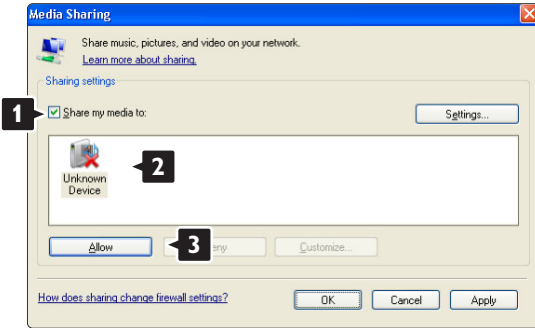 Media Sharing
Share music, pictures, and video on your network.
Learn more about sharing.
Sharing settings
1
Share my media to:
Settings...
2
Unknown
Device
Allow
3
eny
Customize...
How does sharing change firewall settings?
OK
Cancel
Apply